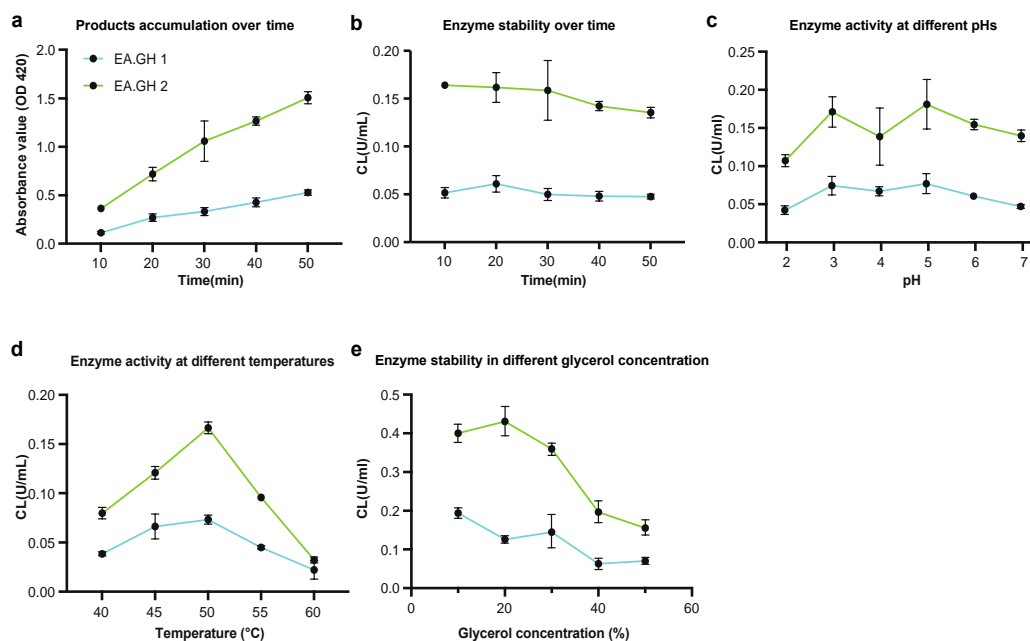 a
Products accumulation over time
Absorbance value (OD 420)
2.0
1.5
1.0
0.5
0.0
EA.GH 1
EA.GH 2
10 20 30 40 50
Time(min)
b
Enzyme stability over time
CL(U/mL)
0.20
0.15
0.10
0.05
0.00
10 20 30 40 50
Time(min)
c
Enzyme activity at different pHs
CL(U/ml)
0.25
0.20
0.15
0.10
0.05
0.00
2 3 4 5 6 7
pH
d
Enzyme activity at different temperatures
CL(U/mL)
0.20
0.15
0.10
0.05
0.00
40 45 50 55 60
Temperature (°C)
e
Enzyme stability in different glycerol concentration
CL(U/ml)
0.5
0.4
0.3
0.2
0.1
0.0
0 20 40 60
Glycerol concentration (%)